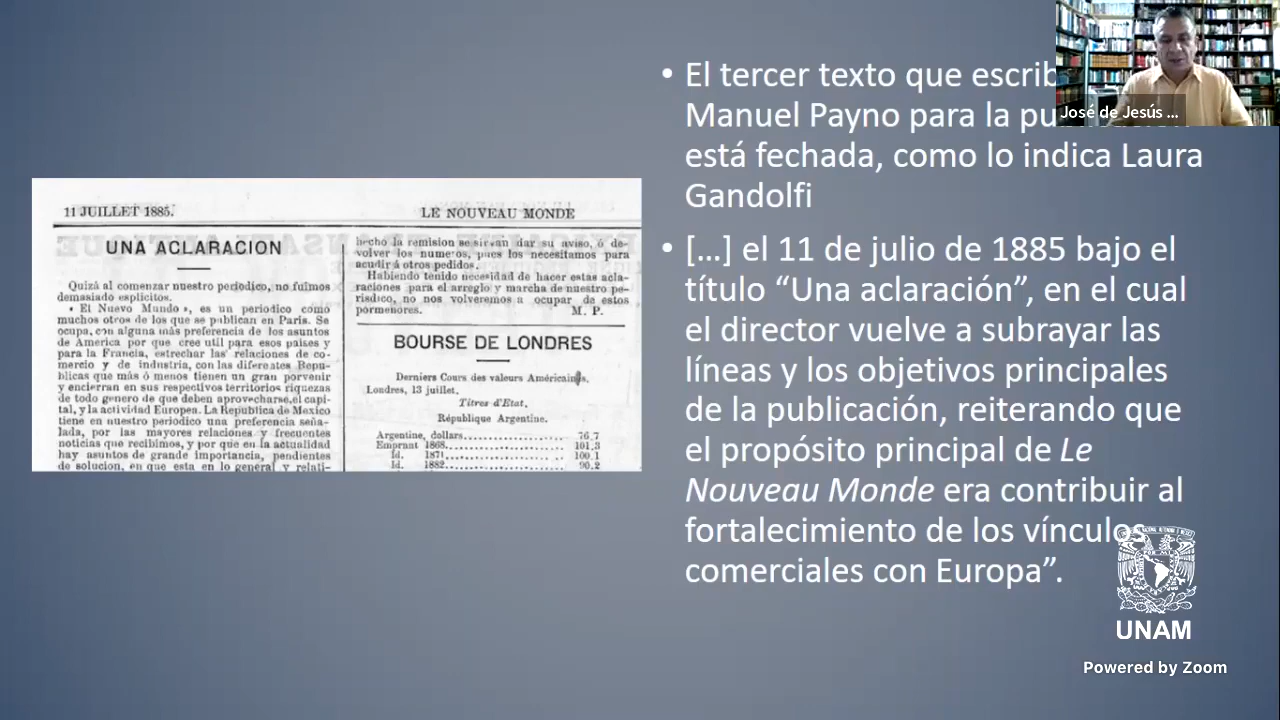 11 JUILLET 1885.
LE NOUVEAU MONDE
UNA ACLARACION
Quizá al comenzar nuestro periodico, no fuimos
demasiado esplicitos.
« El Nuevo Mundo », es un periodico como
muchos otros de los que se publican en Paris. Se
ocupa, con alguna más preferencia de los asuntos
de America por que cree util para esos paises y
para la Francia, estrechar las relaciones de co-
mercio y de industria, con las diferentes Repu-
blicas que más ó menos tienen un gran porvenir
y encierran en sus respectivos territorios riquezas
de todo genero de que deben aprovecharse, el capi-
tal, y la actividad Europea. La Republica de Mexico
tiene en nuestro periodico una preferencia seña-
lada, por las mayores relaciones y frecuentes
noticias que recibimos, y por que en la actualidad
hay asuntos de grande importancia, pendientes
de solucion, en que esta en lo general y relati-
hecho la remision se sirvan dar su aviso, ó de-
volver los numeros, pues los necesitamos para
acudir á otros pedidos.
Habiendo tenido necesidad de hacer estas acla-
raciones para el arreglo y marcha de nuestro pe-
riodico, no nos volveremos a ocupar de estos
pormenores. M. P.
BOURSE DE LONDRES
Derniers Cours des valeurs Américaines,
Londres, 13 juillet.
Titres d'Etat.
République Argentine.
Argentine, dollars 76.7
Emprunt 1868 101.3
Id. 1871 100.1
Id. 1882 90.2
• El tercer texto que escrib
Manuel Payno para la pu
está fechada, como lo indica Laura
Gandolfi
• [...] el 11 de julio de 1885 bajo el
título “Una aclaración”, en el cual
el director vuelve a subrayar las
líneas y los objetivos principales
de la publicación, reiterando que
el propósito principal de Le
Nouveau Monde era contribuir al
fortalecimiento de los vínculos
comerciales con Europa”.
José de Jesús ...
UNAM
Powered by Zoom